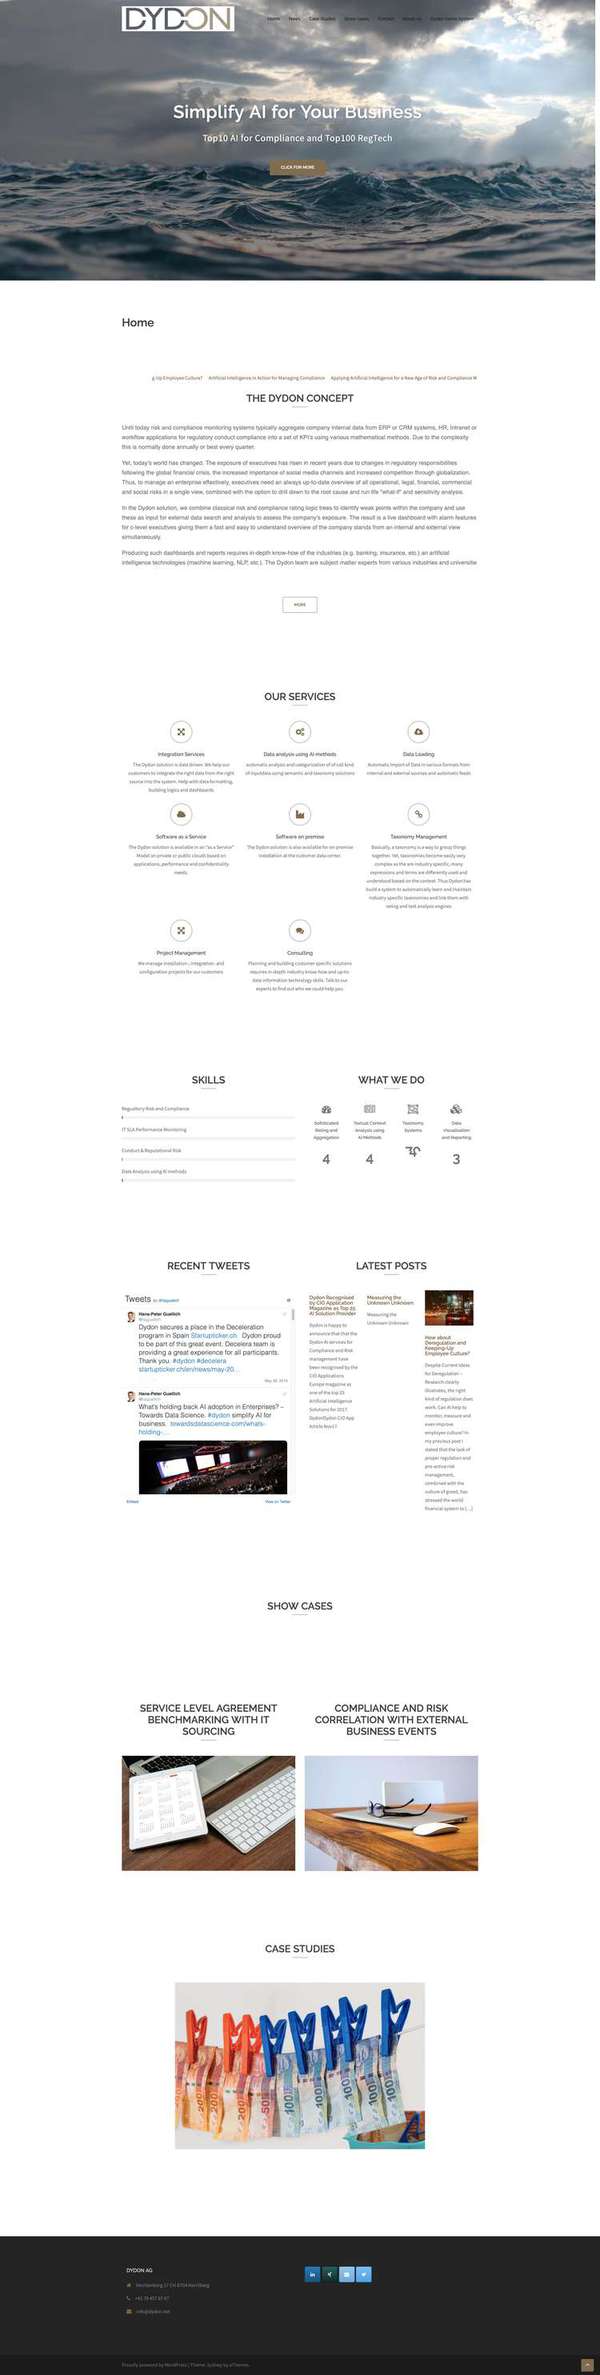 DYDON
Home News Case Studies Show cases Contact About us Dydon Demo System
Simplify AI for Your Business
Top10 AI for Compliance and Top100 RegTech
CLICK FOR MORE
Home
g-Up Employee Culture? Artificial Intelligence in Action for Managing Compliance Applying Artificial Intelligence for a New Age of Risk and Compliance M
THE DYDON CONCEPT
Until today risk and compliance monitoring systems typically aggregate company internal data from ERP or CRM systems, HR, Intranet or
workflow applications for regulatory conduct compliance into a set of KPI's using various mathematical methods. Due to the complexity
this is normally done annually or best every quarter.
Yet, today's world has changed. The exposure of executives has risen in recent years due to changes in regulatory responsibilities
following the global financial crisis, the increased importance of social media channels and increased competition through globalization.
Thus, to manage an enterprise effectively, executives need an always up-to-date overview of all operational, legal, financial, commercial
and social risks in a single view, combined with the option to drill down to the root cause and run life "what-if" and sensitivity analysis.
In the Dydon solution, we combine classical risk and compliance rating logic trees to identify weak points within the company and use
these as input for external data search and analysis to assess the company's exposure. The result is a live dashboard with alarm features
for c-level executives giving them a fast and easy to understand overview of the company stands from an internal and external view
simultaneously.
Producing such dashboards and reports requires in-depth know-how of the industries (e.g. banking, insurance, etc.) an artificial
intelligence technologies (machine learning, NLP, etc.). The Dydon team are subject matter experts from various industries and universitie
MORE
OUR SERVICES
Integration Services
The Dydon solution is data driven. We help our
customers to integrate the right data from the right
source into the system. Help with data formatting,
building logics and dashboards
Data analysis using AI methods
automatic analysis and categorization of of call kind
of inputdata using semantic and taxonomy solutions
Data Loading
Automatic import of Data in various formats from
internal and external sources and automatic feeds
Software as a Service
The Dydon solution is available in an "as a Service"
Model on private or public clouds based on
applications, performance and confidentiality
needs
Software on premise
The Dydon solution is also available for on premise
installation at the customer data center.
Taxonomy Management
Basically, a taxonomy is a way to group things
together. Yet, taxonomies become easily very
complex as the are industry specific, many
expressions and terms are differently used and
understood based on the context. Thus Dydon has
build a system to automatically learn and maintain
industry specific taxonomies and link them with
rating and text analysis engines
Project Management
We manage installation-, integration- and
configuration projects for our customers
Consulting
Planning and building customer specific solutions
requires in depth industry know-how and up-to
date information technology skills. Talk to our
experts to find out who we could help you
SKILLS
Regualtory Risk and Compliance
IT SLA Performance Monitoring
Conduct & Reputational Risk
Data Analysis using AI methods
WHAT WE DO
Sofisticated
Rating and
Aggregation
4
Textual Context
Analysis using
AI Methods
4
Taxonomy
Systems
Data
visualisation
and Reporting
3
RECENT TWEETS
Tweets
Hans-Peter Guellich
Dydon secures a place in the Deceleration
program in Spain Startupticker.ch Dydon proud
to be part of this great event. Decelera team is
providing a great experience for all participants.
Thank you. #dydon #decelera
startupticker.ch/en/news/may-20…
Hans-Peter Guellich
What's holding back AI adoption in Enterprises? –
Towards Data Science. #dydon simplify AI for
business. towardsdatascience.com/whats-
holding-…
Embed View on Twitter
LATEST POSTS
Dydon Recognised
by CIO Application
Magazine as Top 25
AI Solution Provider
Dydon is happy to
announce that that the
Dydon AI services for
Compliance and Risk
management have
been recognised by the
CIO Applications
Europe magazine as
one of the top 25
Artificial Intelligence
Solutions for 2017.
DydonDydon CIO App
Article Nov17
Measuring the
Unknown Unknown
Measuring the
Unknown Unknown
How about
Deregulation and
Keeping-Up
Employee Culture?
Despite Current Ideas
for Deregulation –
Research clearly
illustrates, the right
kind of regulation does
work. Can AI help to
monitor, measure and
even improve
employee culture? In
my previous post I
stated that the lack of
proper regulation and
pro-active risk
management,
combined with the
culture of greed, has
stressed the world
financial system to […]
SHOW CASES
SERVICE LEVEL AGREEMENT
BENCHMARKING WITH IT
SOURCING
COMPLIANCE AND RISK
CORRELATION WITH EXTERNAL
BUSINESS EVENTS
CASE STUDIES
DYDON AG
info@dydon.net
Proudly powered by WordPress | Theme: Sydney by aThemes.